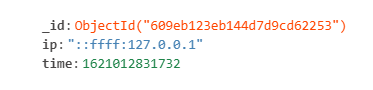 _id: ObjectId("609eb123eb144d7d9cd62253")
ip: "::ffff:127.0.0.1"
time: 1621012831732